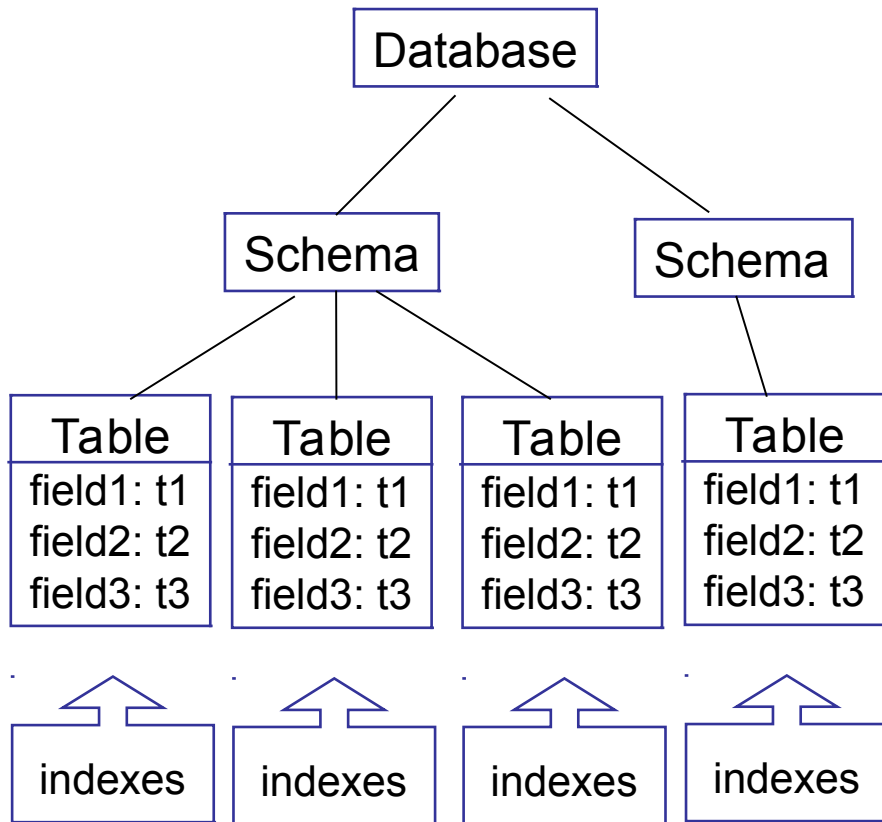 Database
Schema
Schema
Table
field1: t1
field2: t2
field3: t3
Table
field1: t1
field2: t2
field3: t3
Table
field1: t1
field2: t2
field3: t3
Table
field1: t1
field2: t2
field3: t3
indexes
indexes
indexes
indexes